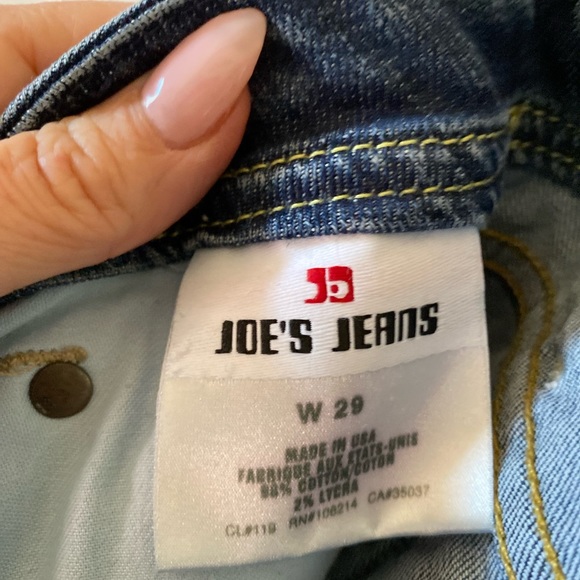 JOE'S JEANS
W 29
MADE IN USA
FABRIQUE AUX ETATS-UNIS
98% COTTON/COTON
2% LYCRA
CL#119 RN#106214 CA#35037